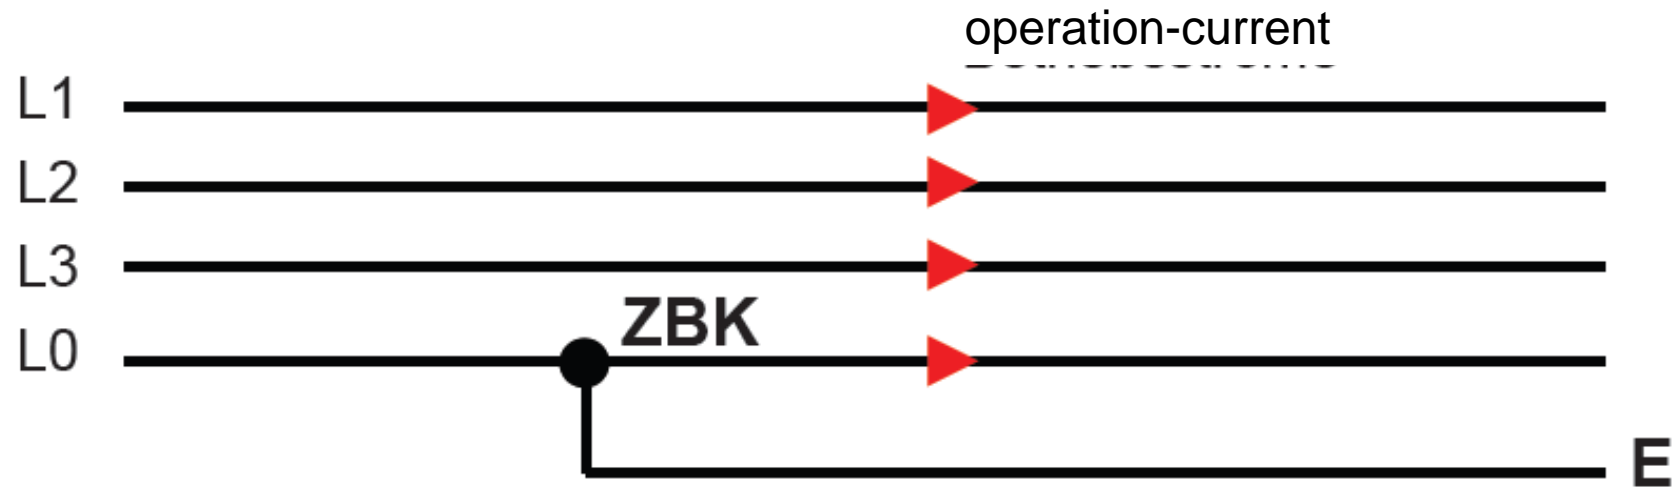 operation-current
L1
L2
L3
ZBK
L0
E